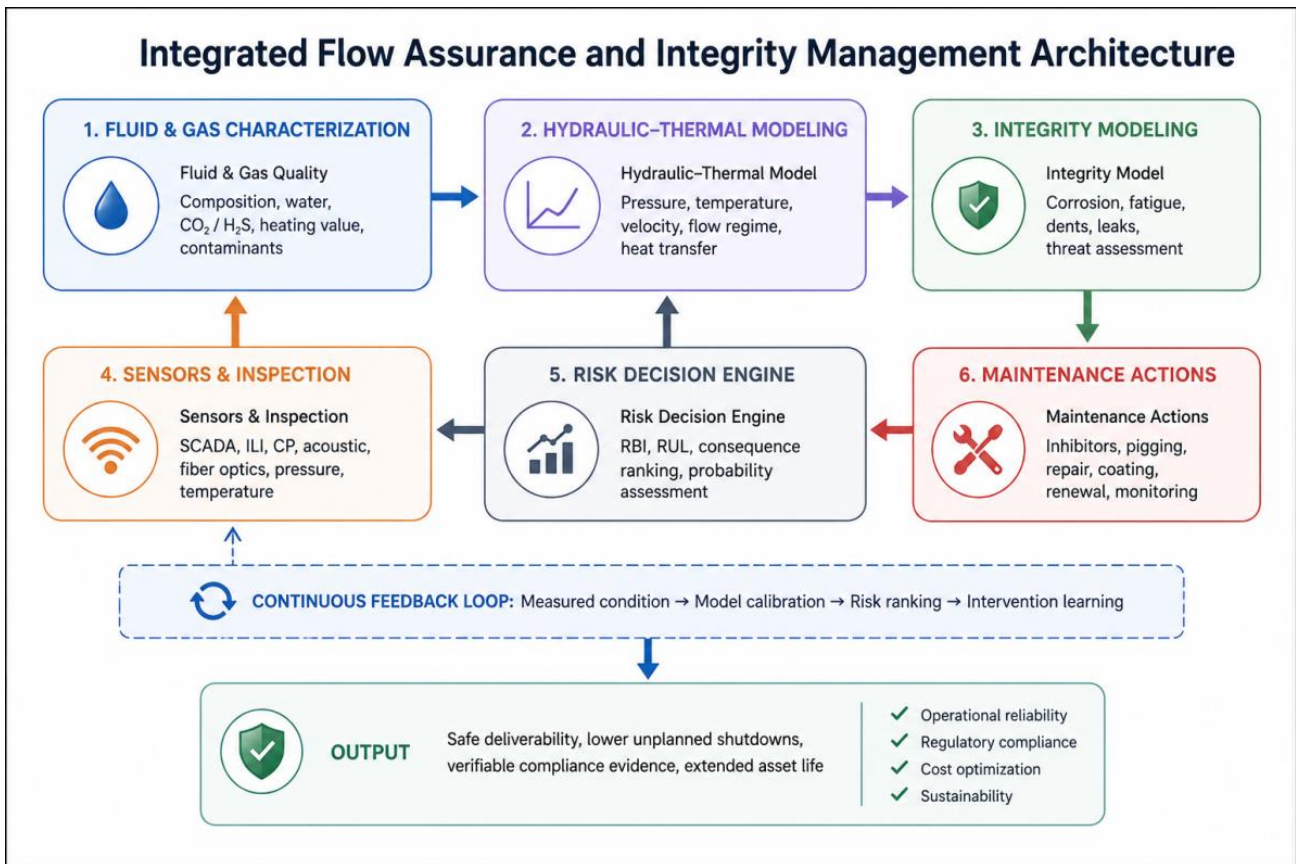 Integrated Flow Assurance and Integrity Management Architecture
1. FLUID & GAS CHARACTERIZATION
Fluid & Gas Quality
Composition, water,
CO₂ / H₂S, heating value,
contaminants
2. HYDRAULIC–THERMAL MODELING
Hydraulic–Thermal Model
Pressure, temperature,
velocity, flow regime,
heat transfer
3. INTEGRITY MODELING
Integrity Model
Corrosion, fatigue,
dents, leaks,
threat assessment
4. SENSORS & INSPECTION
Sensors & Inspection
SCADA, ILI, CP, acoustic,
fiber optics, pressure,
temperature
5. RISK DECISION ENGINE
Risk Decision Engine
RBI, RUL, consequence
ranking, probability
assessment
6. MAINTENANCE ACTIONS
Maintenance Actions
Inhibitors, pigging,
repair, coating,
renewal, monitoring
CONTINUOUS FEEDBACK LOOP: Measured condition → Model calibration → Risk ranking → Intervention learning
OUTPUT
Safe deliverability, lower unplanned shutdowns,
verifiable compliance evidence, extended asset life
Operational reliability
Regulatory compliance
Cost optimization
Sustainability